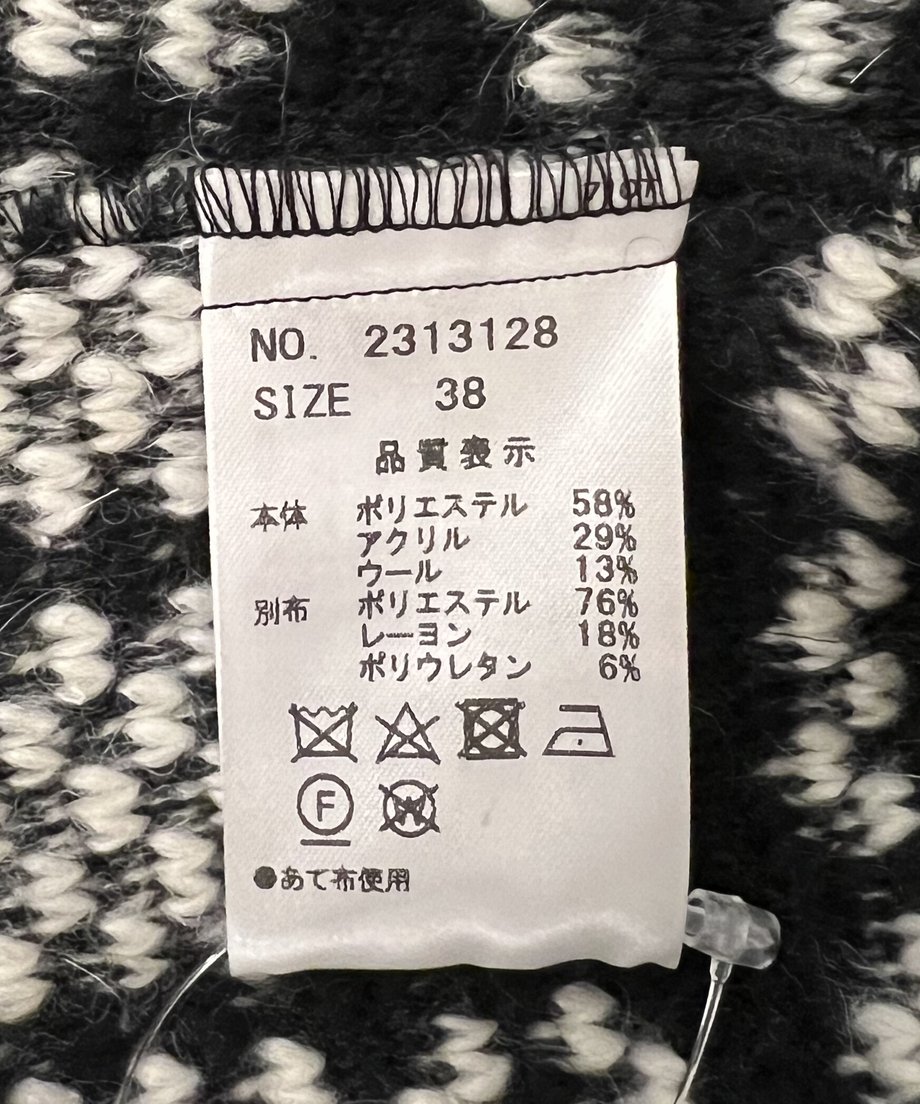 NO. 2313128
SIZE 38
品質表示
本体 ポリエステル 58%
アクリル 29%
ウール 13%
別布 ポリエステル 76%
レーヨン 18%
ポリウレタン 6%
F
W
●あて布使用